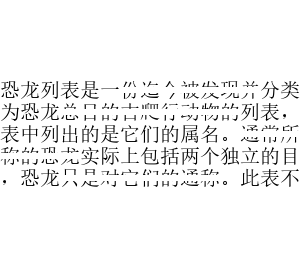 恐龙列表是一份迄今被发现并分类
为恐龙总目的古爬行动物的列表，
表中列出的是它们的属名。通常所
称的恐龙实际上包括两个独立的目
，恐龙只是对它们的通称。此表不